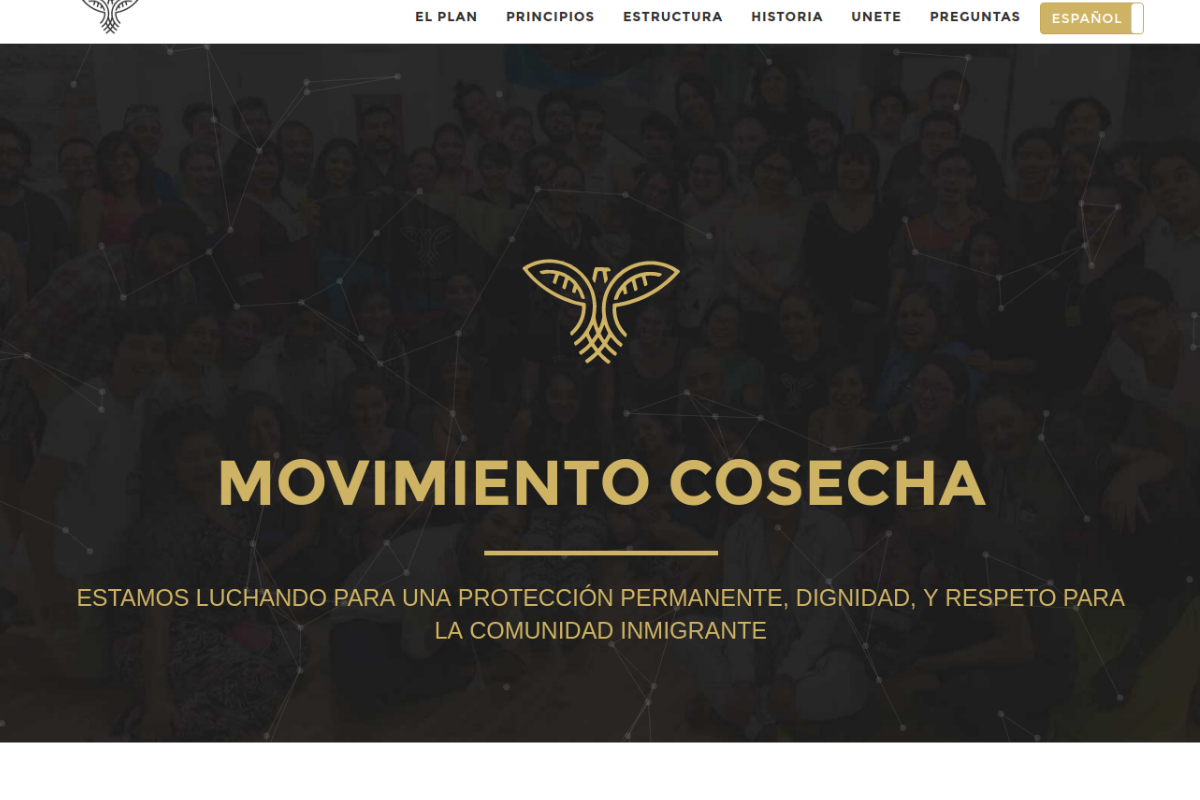 EL PLAN PRINCIPIOS ESTRUCTURA HISTORIA UNETE PREGUNTAS ESPAÑOL
MOVIMIENTO COSECHA
ESTAMOS LUCHANDO PARA UNA PROTECCIÓN PERMANENTE, DIGNIDAD, Y RESPETO PARA
LA COMUNIDAD INMIGRANTE